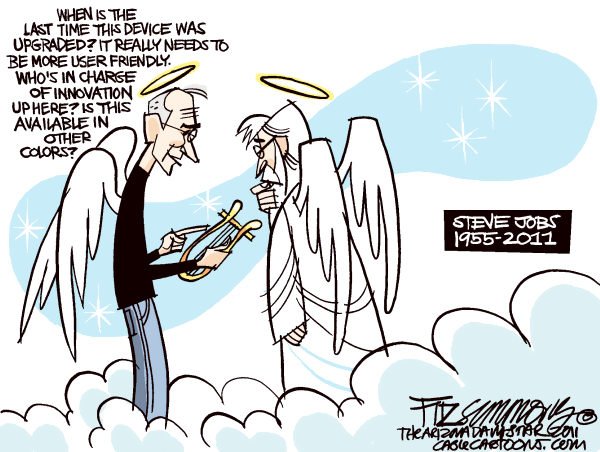 WHEN IS THE
LAST TIME THIS DEVICE WAS
UPGRADED? IT REALLY NEEDS TO
BE MORE USER FRIENDLY.
WHO'S IN CHARGE
OF INNOVATION
UP HERE? IS THIS
AVAILABLE IN
OTHER
COLORS?
STEVE JOBS
1955-2011
FITZSIMMONS ©
THE ARIZONA DAILY STAR 2011
CAGLECARTOONS.COM